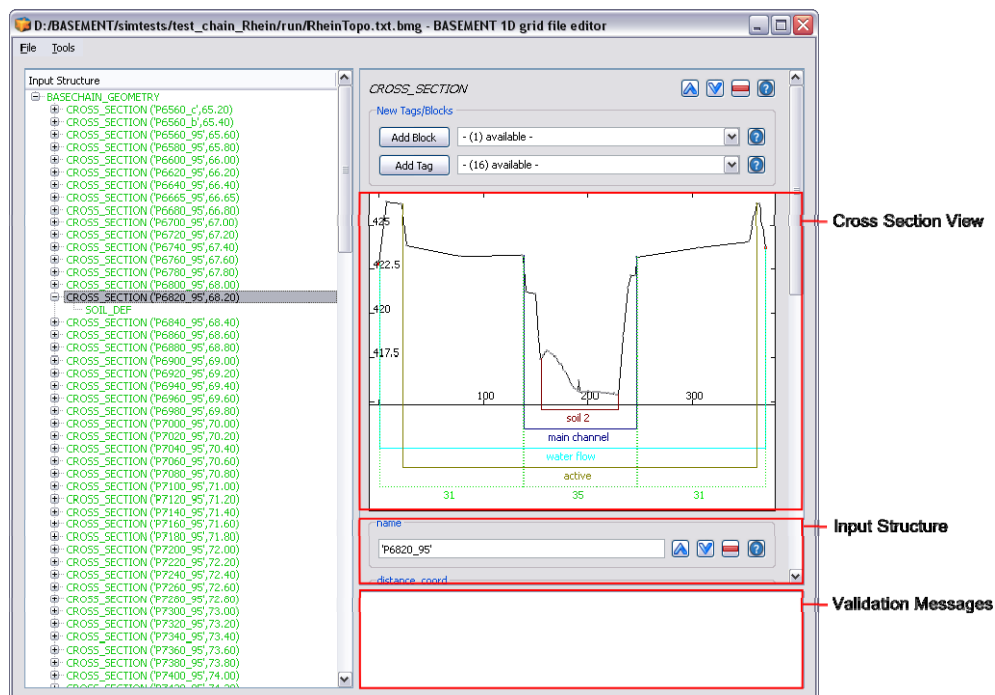 D:/BASEMENT/simtests/test_chain_Rhein/run/RheinTopo.txt.bmg - BASEMENT 1D grid file editor
File Tools
Input Structure
BASECHAIN_GEOMETRY
CROSS_SECTION ('P6560_c',65.20)
CROSS_SECTION ('P6560_b',65.40)
CROSS_SECTION ('P6560_95',65.60)
CROSS_SECTION ('P6580_95',65.80)
CROSS_SECTION ('P6600_95',66.00)
CROSS_SECTION ('P6620_95',66.20)
CROSS_SECTION ('P6640_95',66.40)
CROSS_SECTION ('P6665_95',66.65)
CROSS_SECTION ('P6680_95',66.80)
CROSS_SECTION ('P6700_95',67.00)
CROSS_SECTION ('P6720_95',67.20)
CROSS_SECTION ('P6740_95',67.40)
CROSS_SECTION ('P6760_95',67.60)
CROSS_SECTION ('P6780_95',67.80)
CROSS_SECTION ('P6800_95',68.00)
CROSS_SECTION ('P6820_95',68.20)
SOIL_DEF
CROSS_SECTION ('P6840_95',68.40)
CROSS_SECTION ('P6860_95',68.60)
CROSS_SECTION ('P6880_95',68.80)
CROSS_SECTION ('P6900_95',69.00)
CROSS_SECTION ('P6920_95',69.20)
CROSS_SECTION ('P6940_95',69.40)
CROSS_SECTION ('P6960_95',69.60)
CROSS_SECTION ('P6980_95',69.80)
CROSS_SECTION ('P7000_95',70.00)
CROSS_SECTION ('P7020_95',70.20)
CROSS_SECTION ('P7040_95',70.40)
CROSS_SECTION ('P7060_95',70.60)
CROSS_SECTION ('P7080_95',70.80)
CROSS_SECTION ('P7100_95',71.00)
CROSS_SECTION ('P7120_95',71.20)
CROSS_SECTION ('P7140_95',71.40)
CROSS_SECTION ('P7160_95',71.60)
CROSS_SECTION ('P7180_95',71.80)
CROSS_SECTION ('P7200_95',72.00)
CROSS_SECTION ('P7220_95',72.20)
CROSS_SECTION ('P7240_95',72.40)
CROSS_SECTION ('P7260_95',72.60)
CROSS_SECTION ('P7280_95',72.80)
CROSS_SECTION ('P7300_95',73.00)
CROSS_SECTION ('P7320_95',73.20)
CROSS_SECTION ('P7340_95',73.40)
CROSS_SECTION ('P7360_95',73.60)
CROSS_SECTION ('P7380_95',73.80)
CROSS_SECTION ('P7400_95',74.00)
CROSS_SECTION
New Tags/Blocks
Add Block - (1) available -
Add Tag - (16) available -
425
422.5
420
417.5
100 200 300
soil 2
main channel
water flow
active
31 35 31
name
'P6820_95'
distance_coord
Cross Section View
Input Structure
Validation Messages